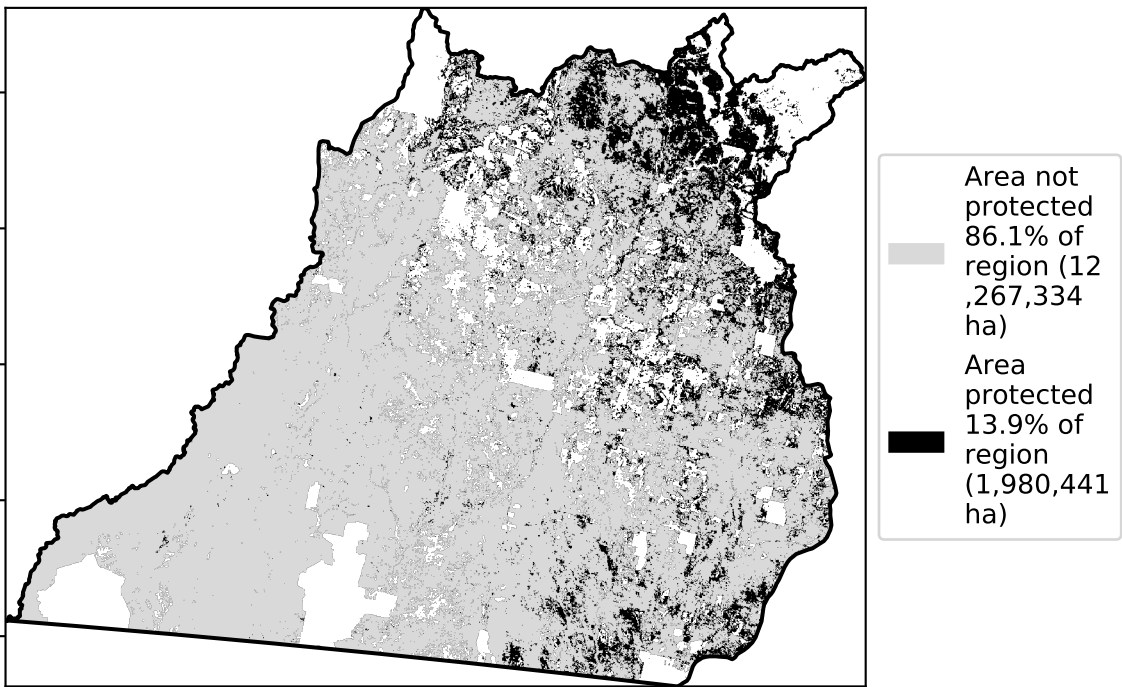 Area not
protected
86.1% of
region (12
,267,334
ha)
Area
protected
13.9% of
region
(1,980,441
ha)